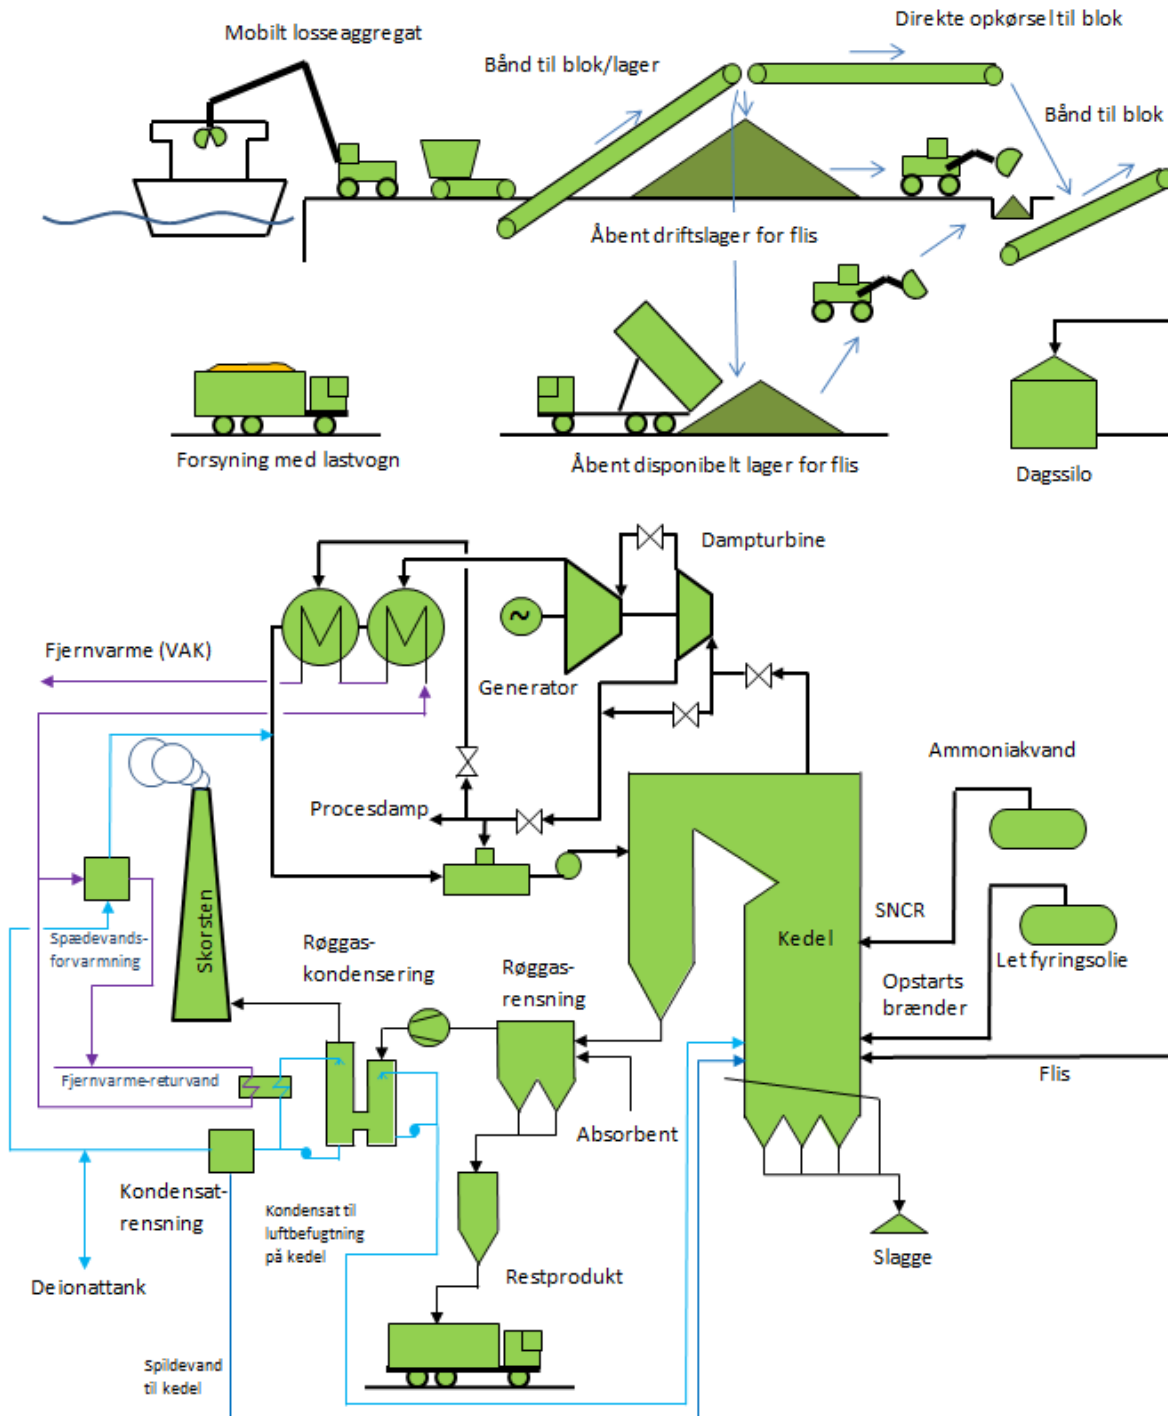 Direkte opkørsel til blok
Mobilt losseaggregat
Bånd til blok/lager
Bånd til blok
Åbent driftslager for flis
Forsyning med lastvogn
Åbent disponibelt lager for flis
Dagssilo
Dampturbine
Fjernvarme (VAK)
Generator
Ammoniakvand
Procesdamp
SNCR
Kedel
Let fyringsolie
Skorsten
Spædevands-
forvarmning
Røggas-
kondensering
Røggas-
rensning
Opstarts
brænder
Fjernvarme-returvand
Flis
Absorbent
Kondensat-
rensning
Kondensat til
luftbefugtning
på kedel
Slagge
Restprodukt
Deionattank
Spildevand
til kedel